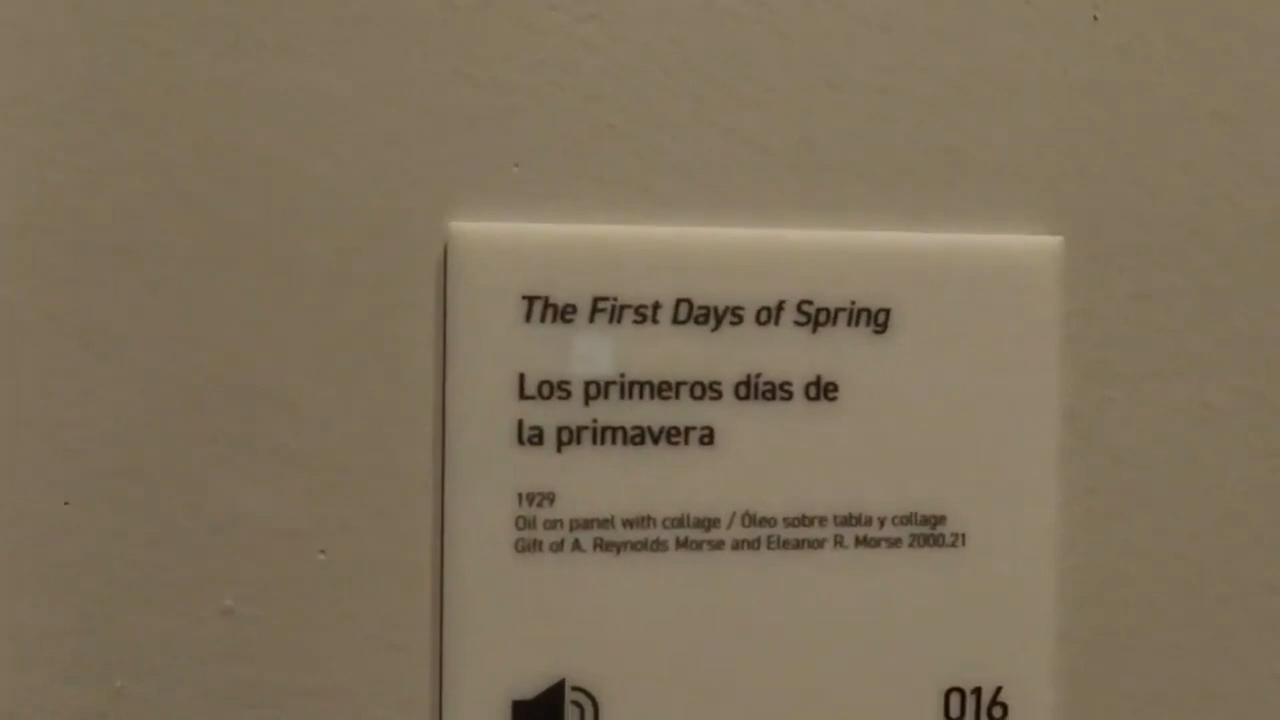 The First Days of Spring
Los primeros días de
la primavera
1929
Oil on panel with collage / Óleo sobre tabla y collage
Gift of A. Reynolds Morse and Eleanor R. Morse 2000.21
016